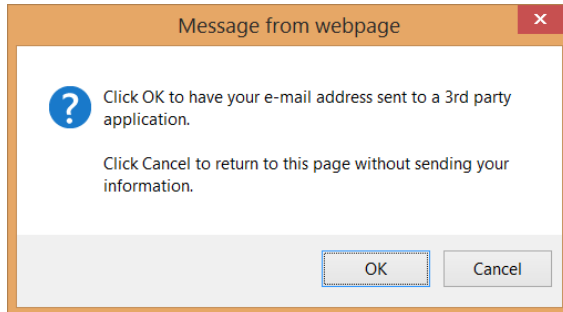 Message from webpage
x
?
Click OK to have your e-mail address sent to a 3rd party
application.
Click Cancel to return to this page without sending your
information.
OK
Cancel